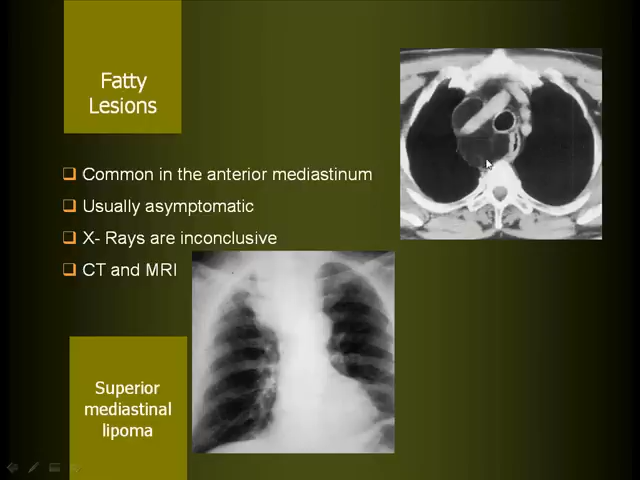 Fatty
Lesions
Common in the anterior mediastinum
Usually asymptomatic
X- Rays are inconclusive
CT and MRI
Superior
mediastinal
lipoma